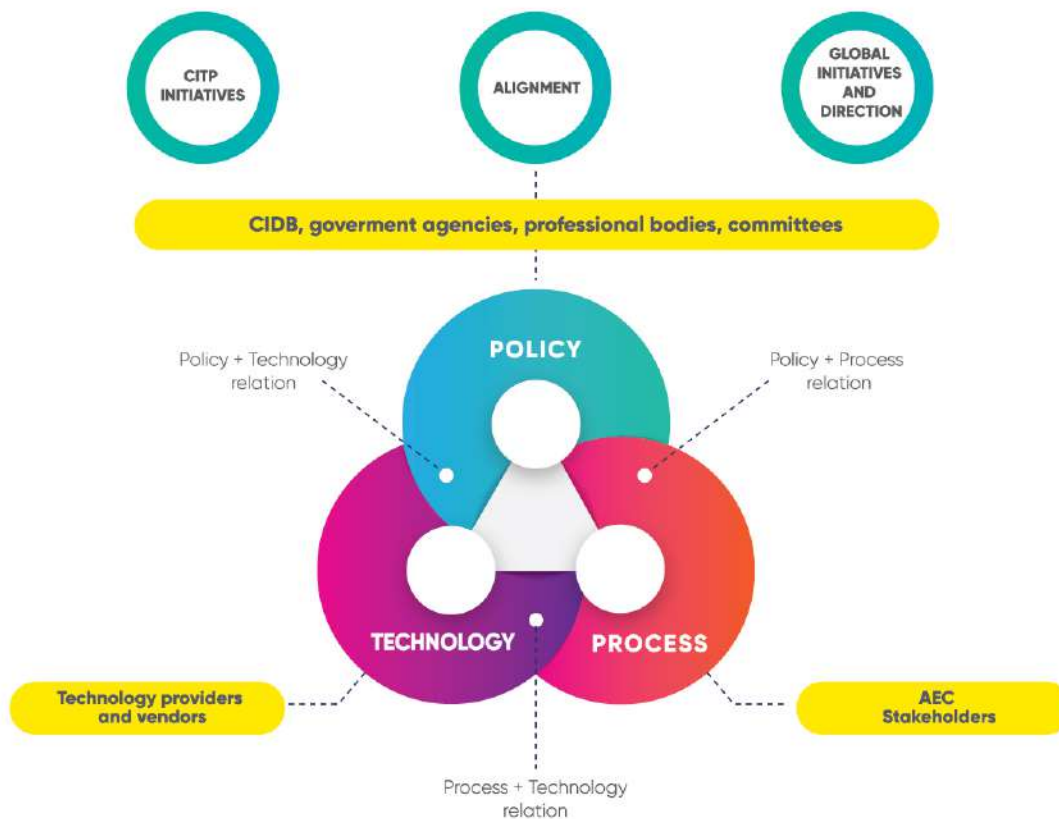 CITP
INITIATIVES
ALIGNMENT
GLOBAL
INITIATIVES
AND
DIRECTION
CIDB, goverment agencies, professional bodies, committees
POLICY
Policy + Technology
relation
Policy + Process
relation
TECHNOLOGY
PROCESS
Technology providers
and vendors
AEC
Stakeholders
Process + Technology
relation